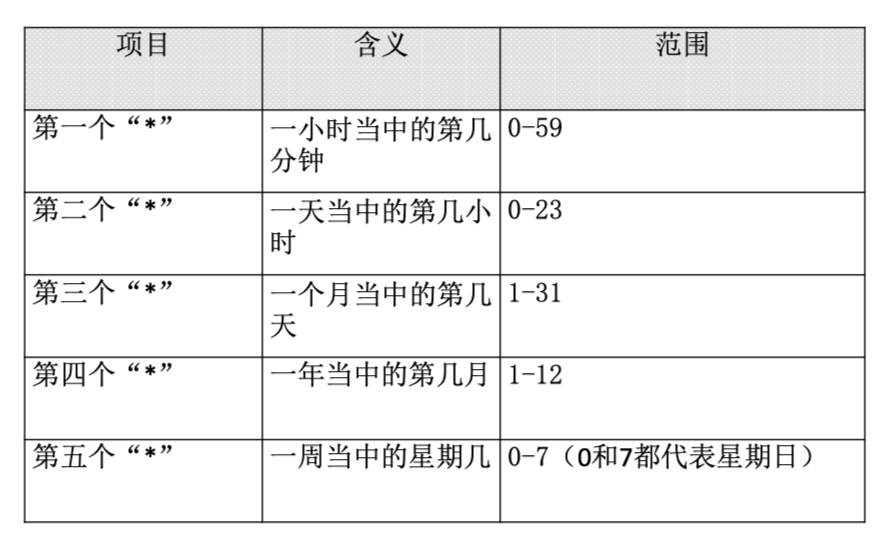 项目 含义 范围
第一个“*” 一小时当中的第几 0-59
分钟
第二个“*” 一天当中的第几小 0-23
时
第三个“*” 一个月当中的第几 1-31
天
第四个“*” 一年当中的第几月 1-12
第五个“*” 一周当中的星期几 0-7（0和7都代表星期日）